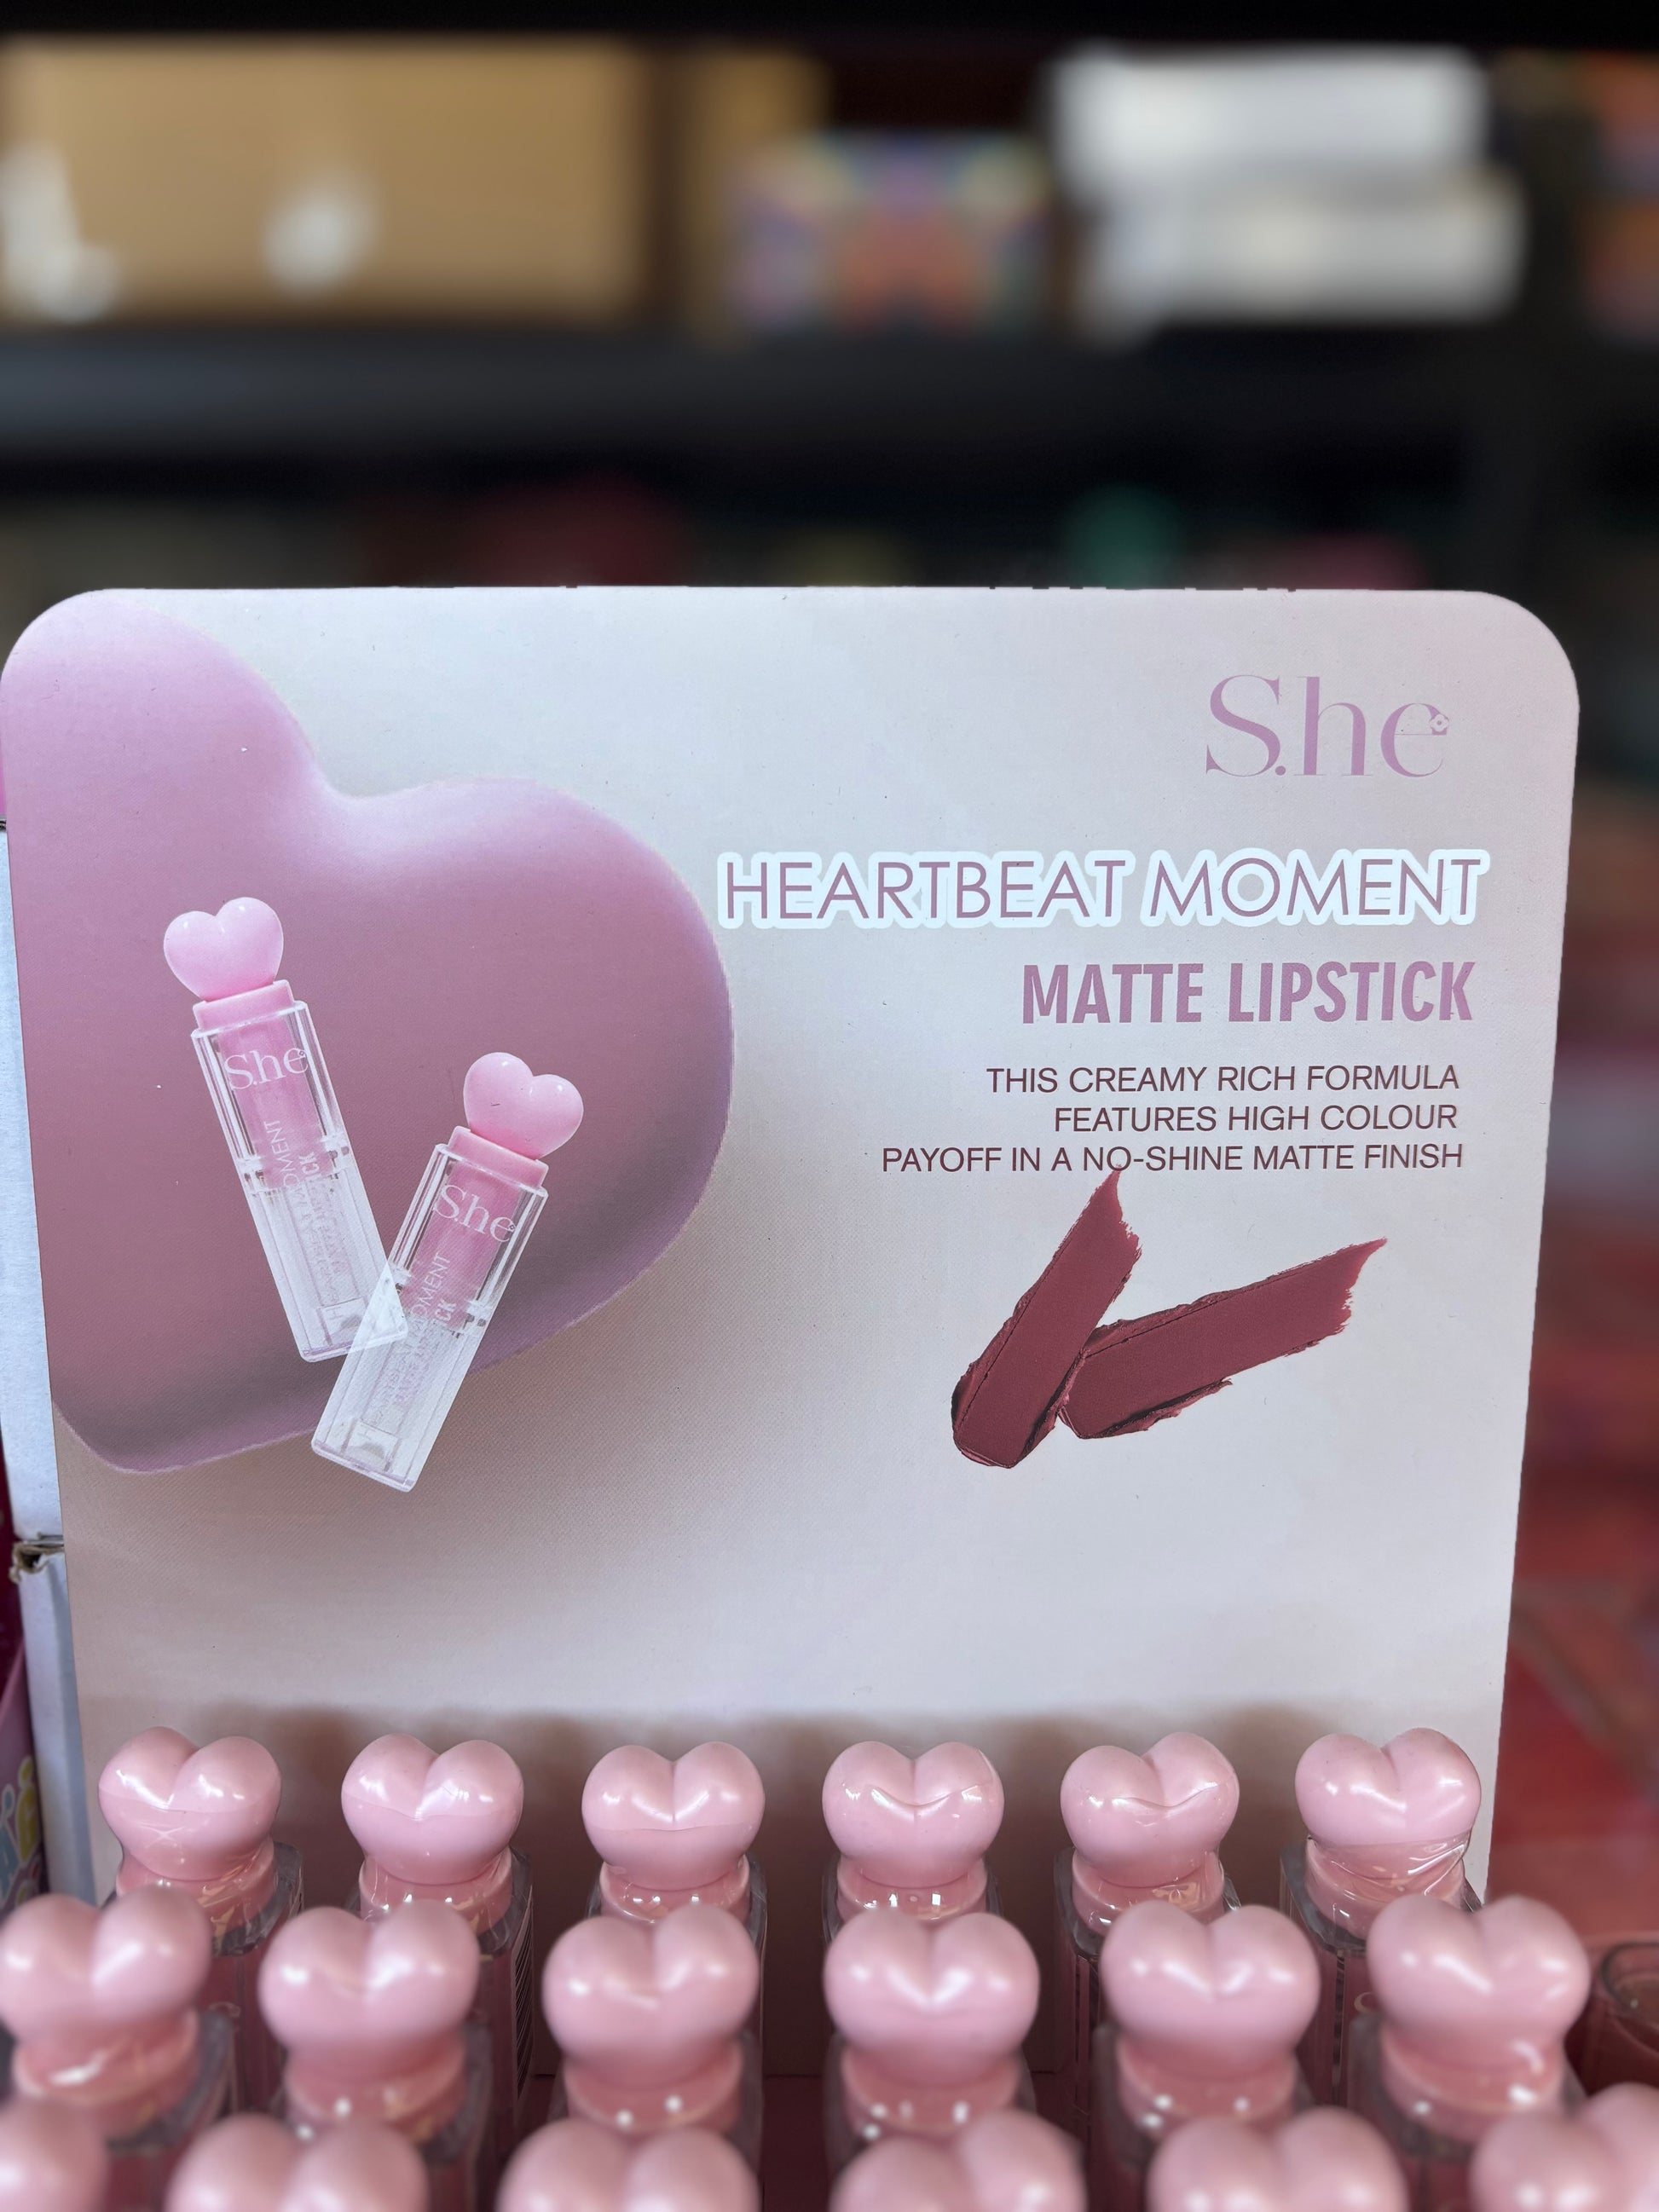 S.he
HEARTBEAT MOMENT
MATTE LIPSTICK
THIS CREAMY RICH FORMULA
FEATURES HIGH COLOUR
PAYOFF IN A NO-SHINE MATTE FINISH
S.he
S.he
MOMENT